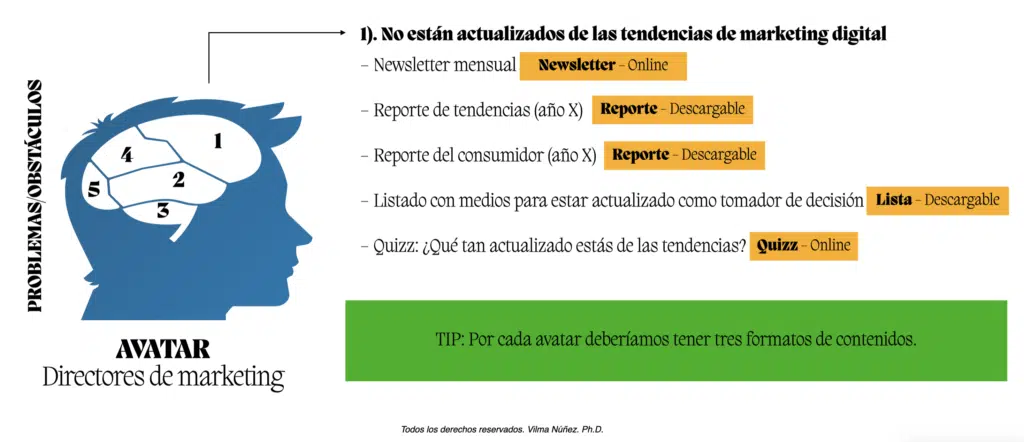 1). No están actualizados de las tendencias de marketing digital
– Newsletter mensual Newsletter – Online
– Reporte de tendencias (año X) Reporte – Descargable
– Reporte del consumidor (año X) Reporte – Descargable
– Listado con medios para estar actualizado como tomador de decisión Lista – Descargable
– Quizz: ¿Qué tan actualizado estás de las tendencias? Quizz – Online
TIP: Por cada avatar deberíamos tener tres formatos de contenidos.
PROBLEMAS/OBSTÁCULOS
1
4
2
5
3
AVATAR
Directores de marketing
Todos los derechos reservados. Vilma Núñez. Ph.D.